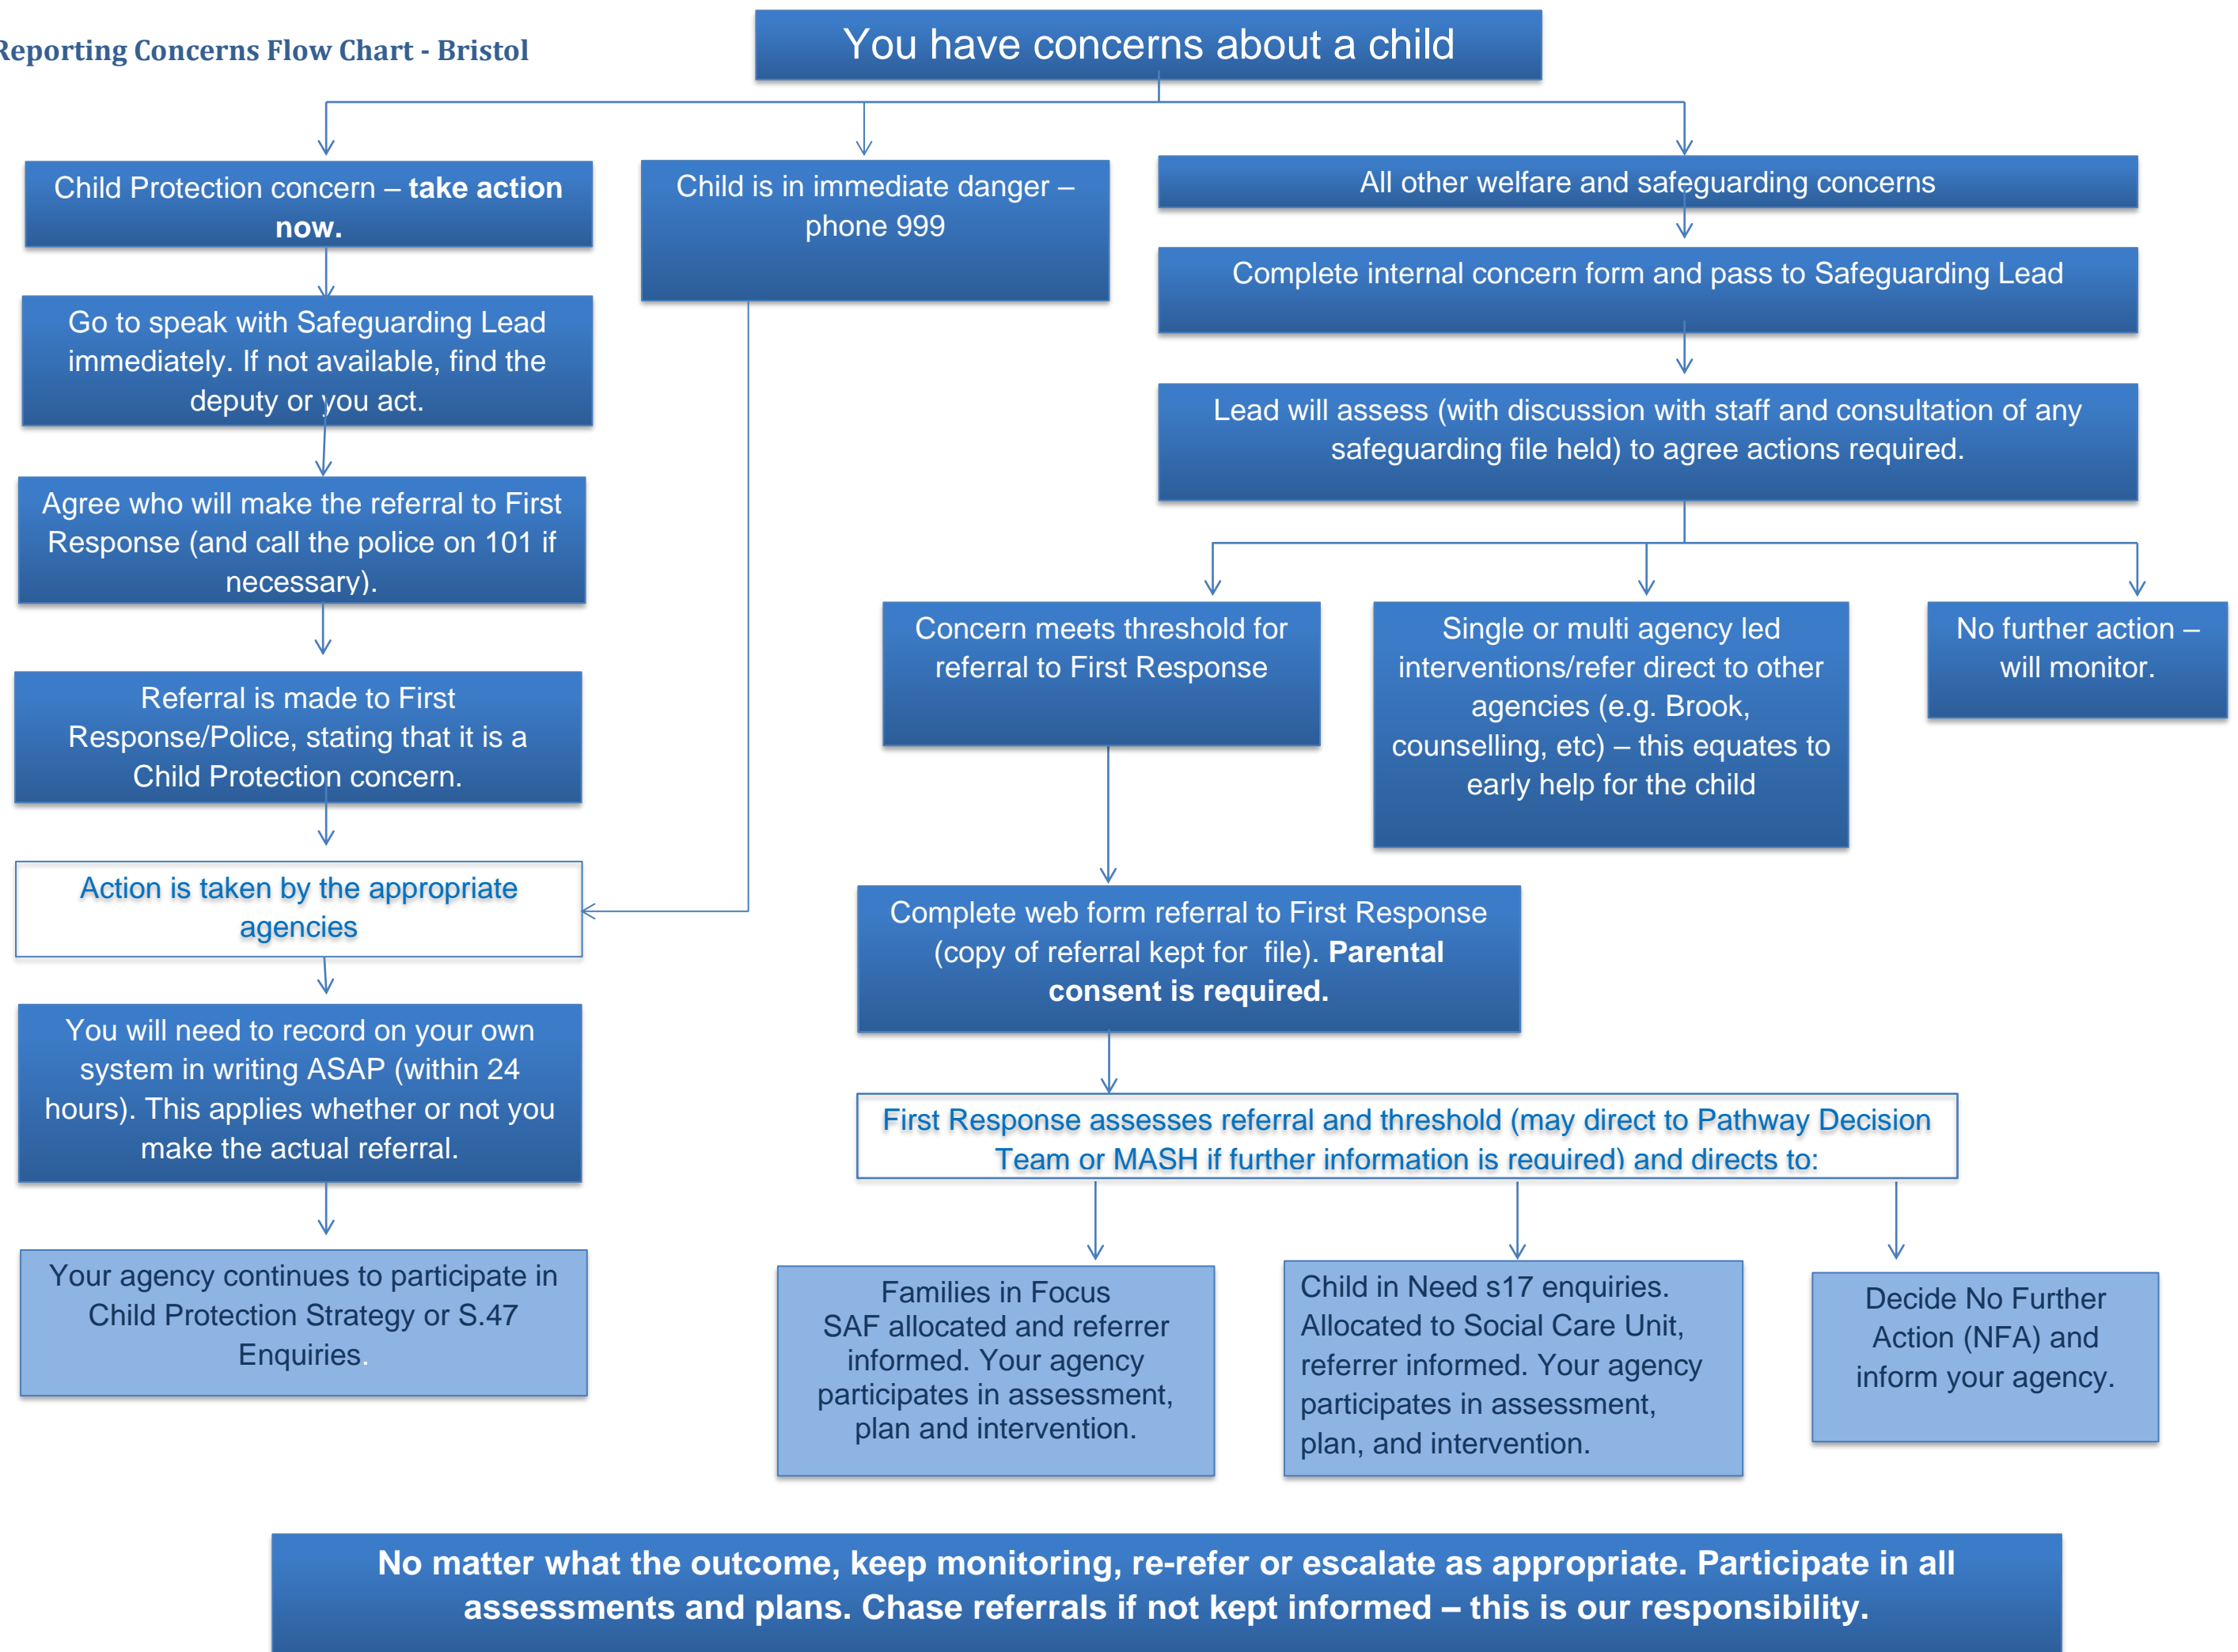 Reporting Concerns Flow Chart - Bristol
You have concerns about a child
Child Protection concern – take action
now.
Child is in immediate danger –
phone 999
All other welfare and safeguarding concerns
Go to speak with Safeguarding Lead
immediately. If not available, find the
deputy or you act.
Complete internal concern form and pass to Safeguarding Lead
Lead will assess (with discussion with staff and consultation of any
safeguarding file held) to agree actions required.
Agree who will make the referral to First
Response (and call the police on 101 if
necessary).
Referral is made to First
Response/Police, stating that it is a
Child Protection concern.
Concern meets threshold for
referral to First Response
Single or multi agency led
interventions/refer direct to other
agencies (e.g. Brook,
counselling, etc) – this equates to
early help for the child
No further action –
will monitor.
Action is taken by the appropriate
agencies
Complete web form referral to First Response
(copy of referral kept for  file). Parental
consent is required.
You will need to record on your own
system in writing ASAP (within 24
hours). This applies whether or not you
make the actual referral.
First Response assesses referral and threshold (may direct to Pathway Decision
Team or MASH if further information is required) and directs to:
Your agency continues to participate in
Child Protection Strategy or S.47
Enquiries.
Families in Focus
SAF allocated and referrer
informed. Your agency
participates in assessment,
plan and intervention.
Child in Need s17 enquiries.
Allocated to Social Care Unit,
referrer informed. Your agency
participates in assessment,
plan, and intervention.
Decide No Further
Action (NFA) and
inform your agency.
No matter what the outcome, keep monitoring, re-refer or escalate as appropriate. Participate in all
assessments and plans. Chase referrals if not kept informed – this is our responsibility.